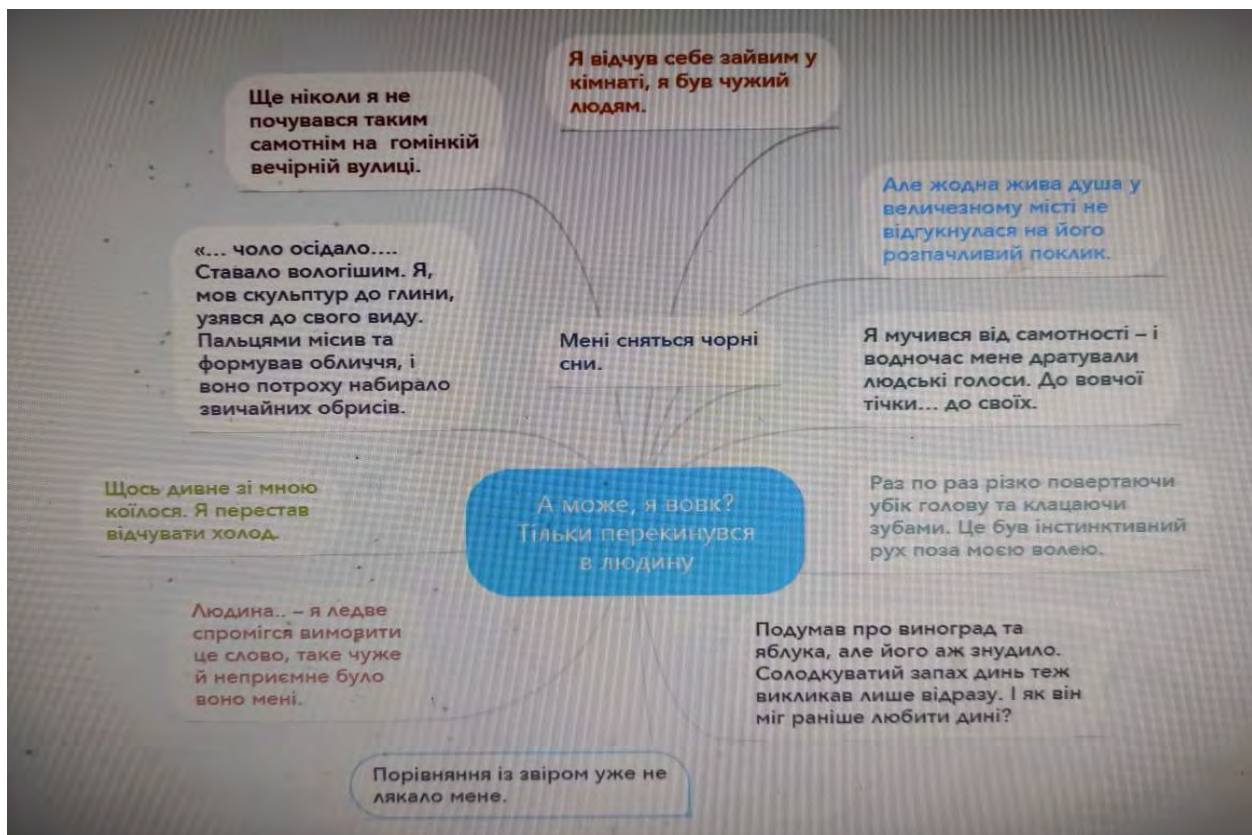 Я відчув себе зайвим у
кімнаті, я був чужий
людям.
Ще ніколи я не
почувався таким
самотнім на гомінкій
вечірній вулиці.
Але жодна жива душа у
величезному місті не
відгукнулася на його
розпачливий поклик.
«... чоло осідало....
Ставало вологішим. Я,
мов скульптур до глини,
узявся до свого виду.
Пальцями місив та
формував обличчя, і
воно потроху набирало
звичайних обрисів.
Мені сняться чорні
сни.
Я мучився від самотності – і
водночас мене дратували
людські голоси. До вовчої
тічки... до своїх.
Щось дивне зі мною
коїлося. Я перестав
відчувати холод.
А може, я вовк?
Тільки перекинувся
в людину
Раз по раз різко повертаючи
убік голову та клацаючи
зубами. Це був інстинктивний
рух поза моєю волею.
Людина.. – я ледве
спромігся вимовити
це слово, таке чуже
й неприємне було
воно мені.
Подумав про виноград та
яблука, але його аж знудило.
Солодкуватий запах динь теж
викликав лише відразу. І як він
міг раніше любити дині?
Порівняння із звіром уже не
лякало мене.